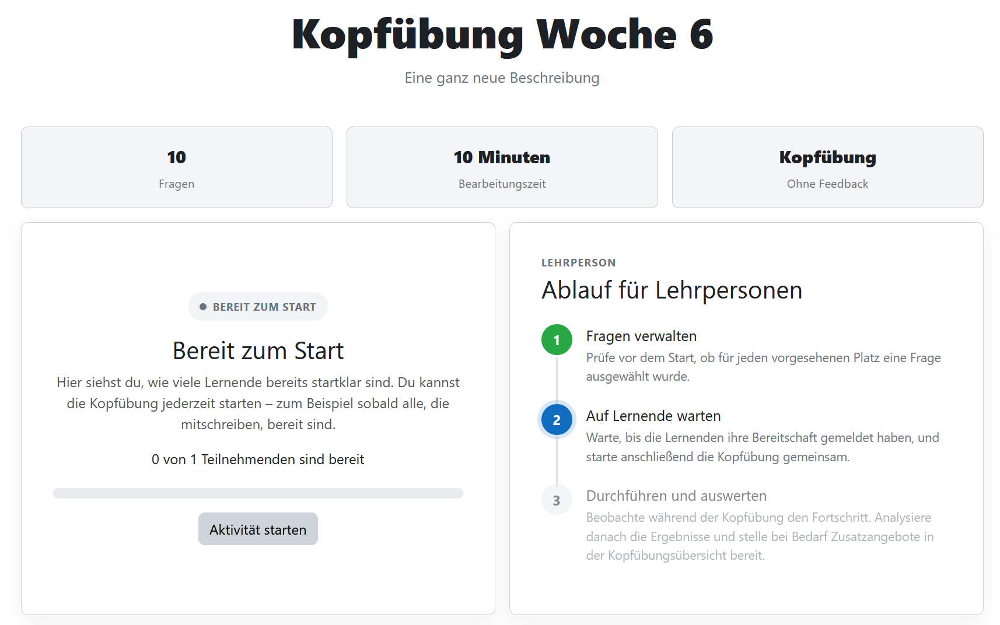 Kopfübung Woche 6
Eine ganz neue Beschreibung
10
Fragen
10 Minuten
Bearbeitungszeit
Kopfübung
Ohne Feedback
BEREIT ZUM START
Bereit zum Start
Hier siehst du, wie viele Lernende bereits startklar sind. Du kannst
die Kopfübung jederzeit starten – zum Beispiel sobald alle, die
mitschreiben, bereit sind.
0 von 1 Teilnehmenden sind bereit
Aktivität starten
LEHRPERSON
Ablauf für Lehrpersonen
1
Fragen verwalten
Prüfe vor dem Start, ob für jeden vorgesehenen Platz eine Frage
ausgewählt wurde.
2
Auf Lernende warten
Warte, bis die Lernenden ihre Bereitschaft gemeldet haben, und
starte anschließend die Kopfübung gemeinsam.
3
Durchführen und auswerten
Beobachte während der Kopfübung den Fortschritt. Analysiere
danach die Ergebnisse und stelle bei Bedarf Zusatzangebote in
der Kopfübungsübersicht bereit.